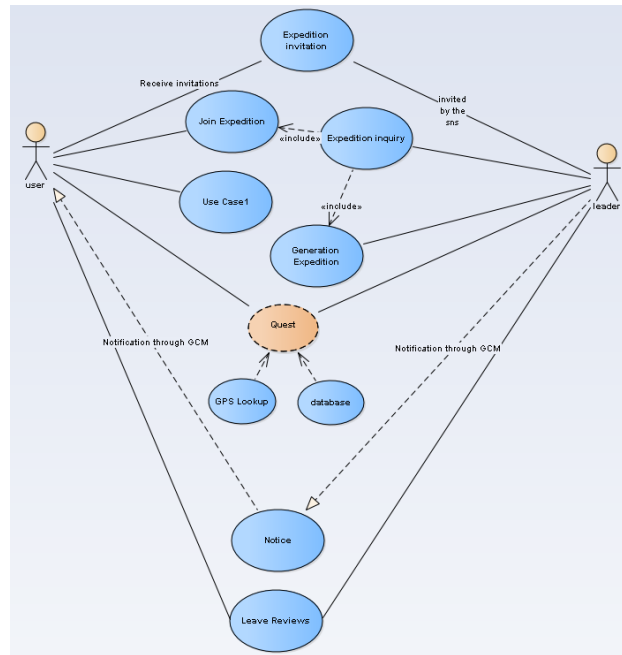 Expedition
invitation
Receive invitations
invited
by the
sns
Join Expedition
«include»
Expedition inquiry
user
leader
Use Case1
«include»
Generation
Expedition
Quest
Notification through GCM
Notification through GCM
GPS Lookup
database
Notice
Leave Reviews